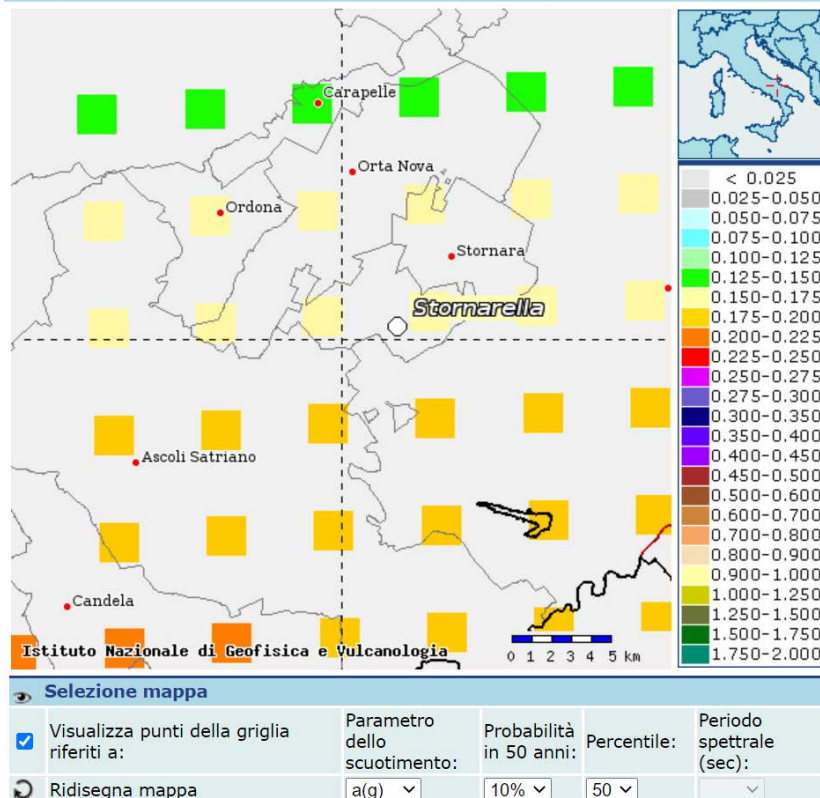 Carapelle
Orta Nova
Ordona
Stornara
Stornarella
Ascoli Satriano
Candela
Istituto Nazionale di Geofisica e Vulcanologia
0 1 2 3 4 5 km
< 0.025
0.025-0.050
0.050-0.075
0.075-0.100
0.100-0.125
0.125-0.150
0.150-0.175
0.175-0.200
0.200-0.225
0.225-0.250
0.250-0.275
0.275-0.300
0.300-0.350
0.350-0.400
0.400-0.450
0.450-0.500
0.500-0.600
0.600-0.700
0.700-0.800
0.800-0.900
0.900-1.000
1.000-1.250
1.250-1.500
1.500-1.750
1.750-2.000
Selezione mappa
Visualizza punti della griglia
riferiti a:
Parametro
dello
scuotimento:
Probabilità
in 50 anni:
Percentile:
Periodo
spettrale
(sec):
Ridisegna mappa
a(g)
10%
50